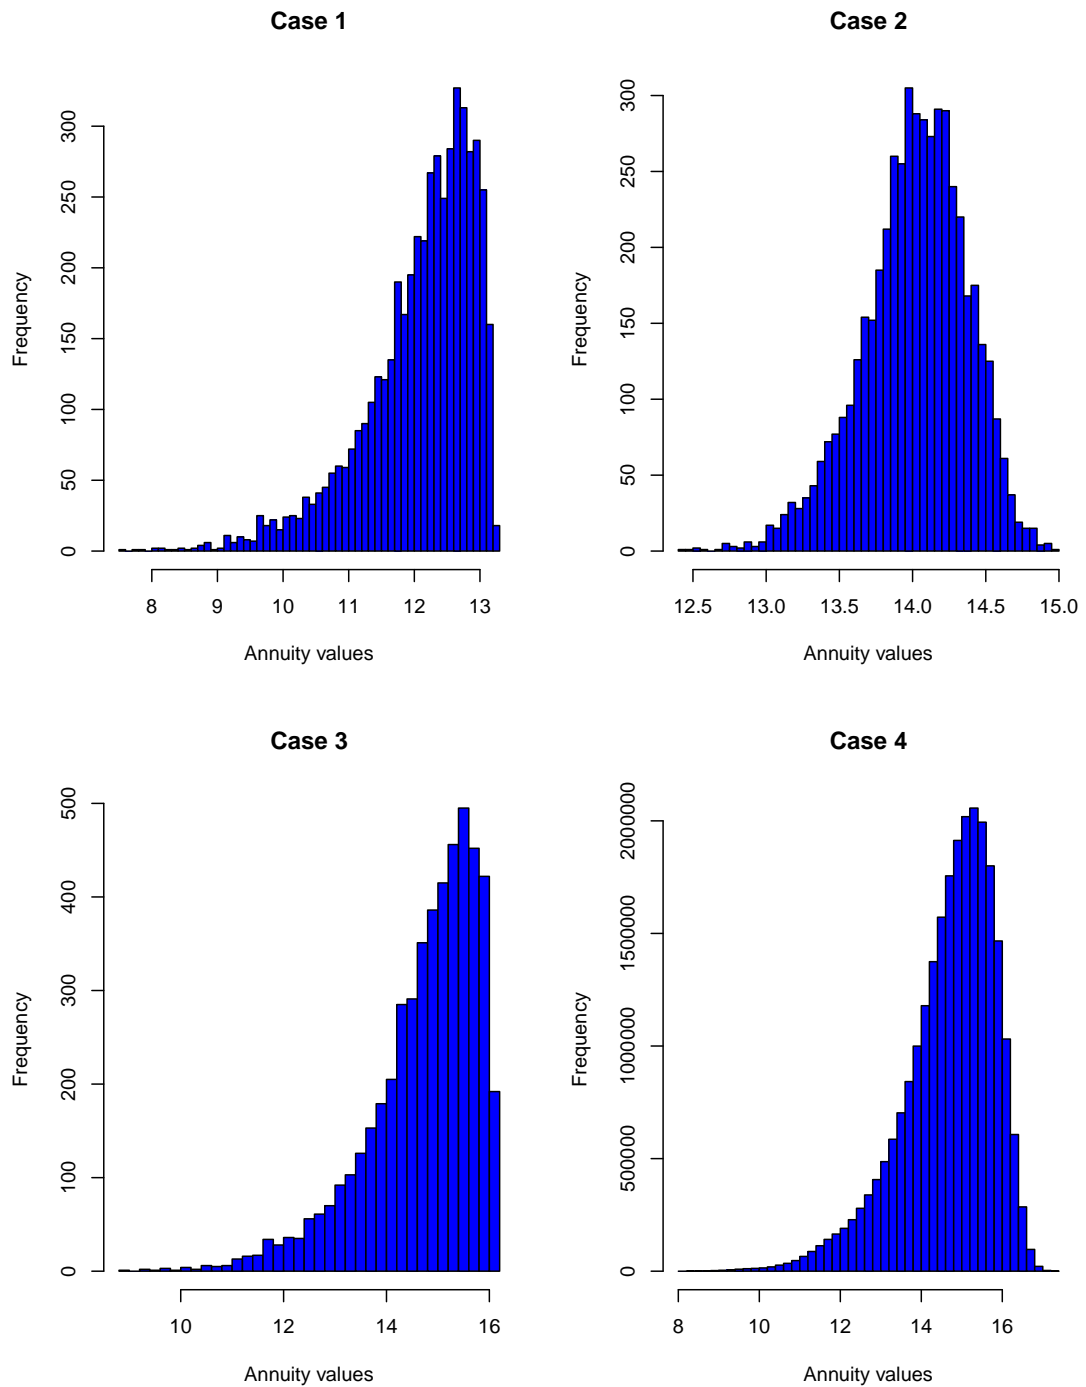 Case 1
Frequency
0
50
100
150
200
250
300
8 9 10 11 12 13
Annuity values
Case 2
Frequency
0
50
100
150
200
250
300
12.5 13.0 13.5 14.0 14.5 15.0
Annuity values
Case 3
Frequency
0
100
200
300
400
500
10 12 14 16
Annuity values
Case 4
Frequency
0
500000
1000000
1500000
2000000
8 10 12 14 16
Annuity values